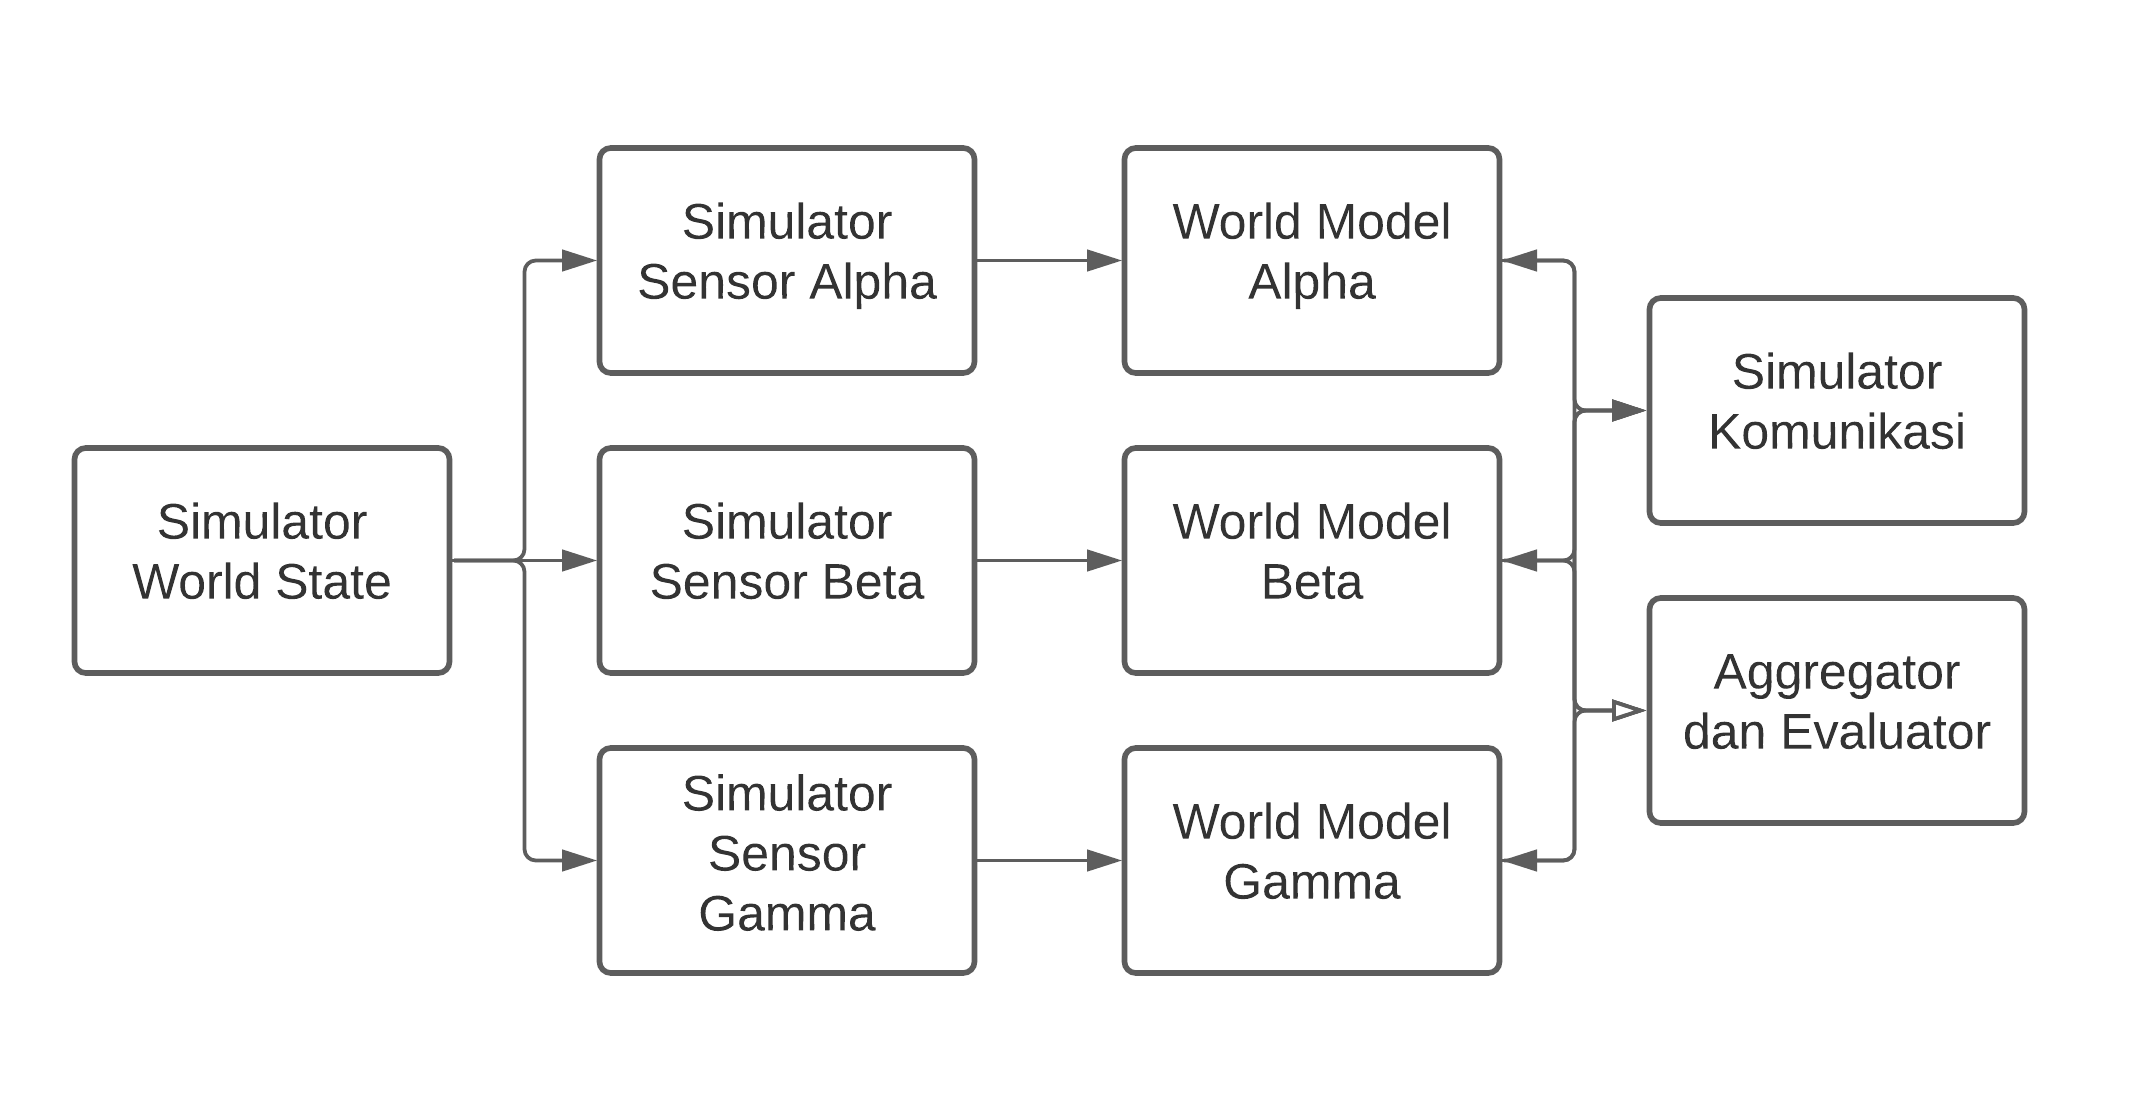 Simulator
World State
Simulator
Sensor Alpha
Simulator
Sensor Beta
Simulator
Sensor
Gamma
World Model
Alpha
World Model
Beta
World Model
Gamma
Simulator
Komunikasi
Aggregator
dan Evaluator